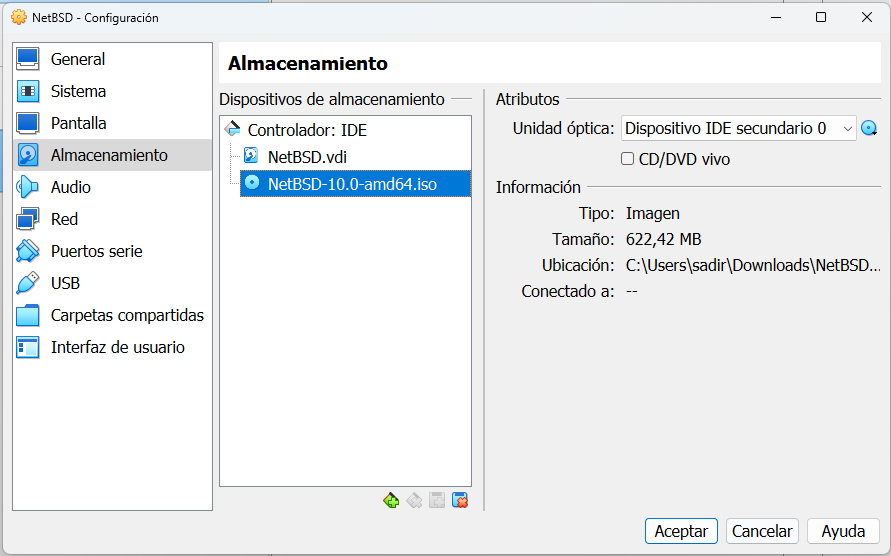 NetBSD - Configuración
General
Sistema
Pantalla
Almacenamiento
Audio
Red
Puertos serie
USB
Carpetas compartidas
Interfaz de usuario
Almacenamiento
Dispositivos de almacenamiento
Controlador: IDE
NetBSD.vdi
NetBSD-10.0-amd64.iso
Atributos
Unidad óptica: Dispositivo IDE secundario 0
CD/DVD vivo
Información
Tipo: Imagen
Tamaño: 622,42 MB
Ubicación: C:\Users\sadir\Downloads\NetBSD...
Conectado a: --
Aceptar Cancelar Ayuda